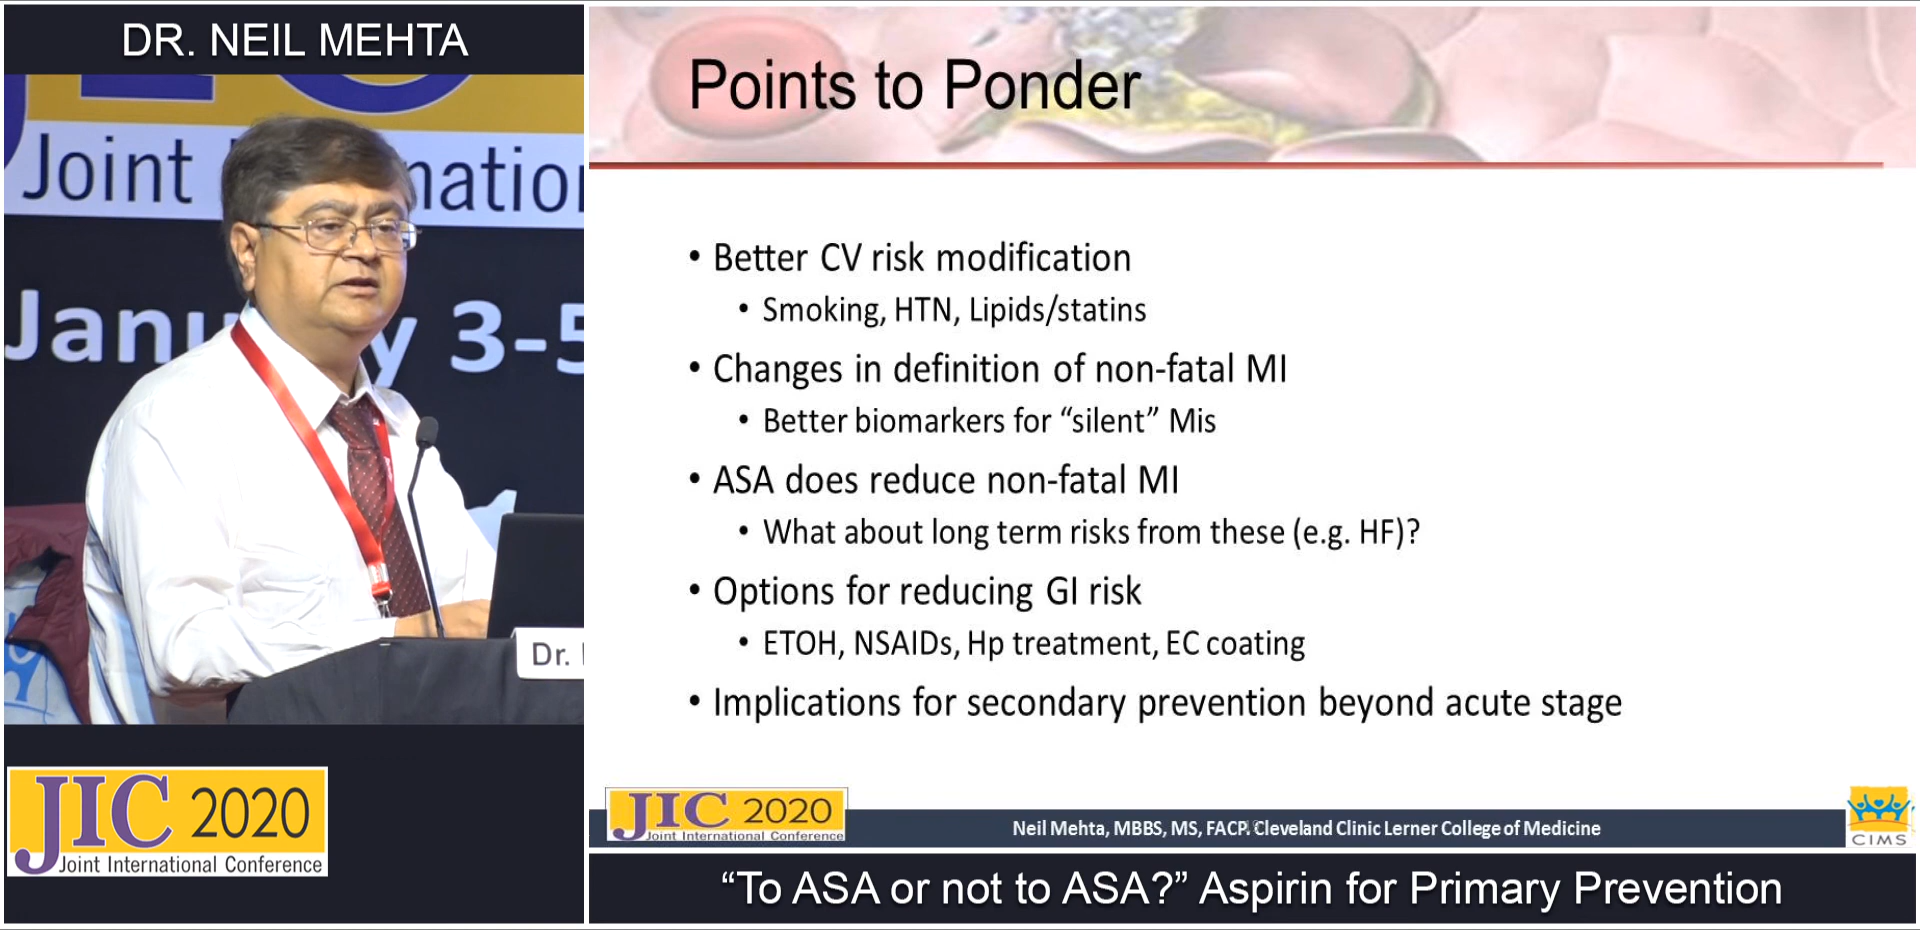 DR. NEIL MEHTA
Joint
natio
January 3-5
Dr.
JIC 2020
Joint International Conference
Points to Ponder
• Better CV risk modification
• Smoking, HTN, Lipids/statins
• Changes in definition of non-fatal MI
• Better biomarkers for “silent” Mis
• ASA does reduce non-fatal MI
• What about long term risks from these (e.g. HF)?
• Options for reducing GI risk
• ETOH, NSAIDs, Hp treatment, EC coating
• Implications for secondary prevention beyond acute stage
JIC 2020
Joint International Conference
Neil Mehta, MBBS, MS, FACP. Cleveland Clinic Lerner College of Medicine
CIMS
“To ASA or not to ASA?” Aspirin for Primary Prevention